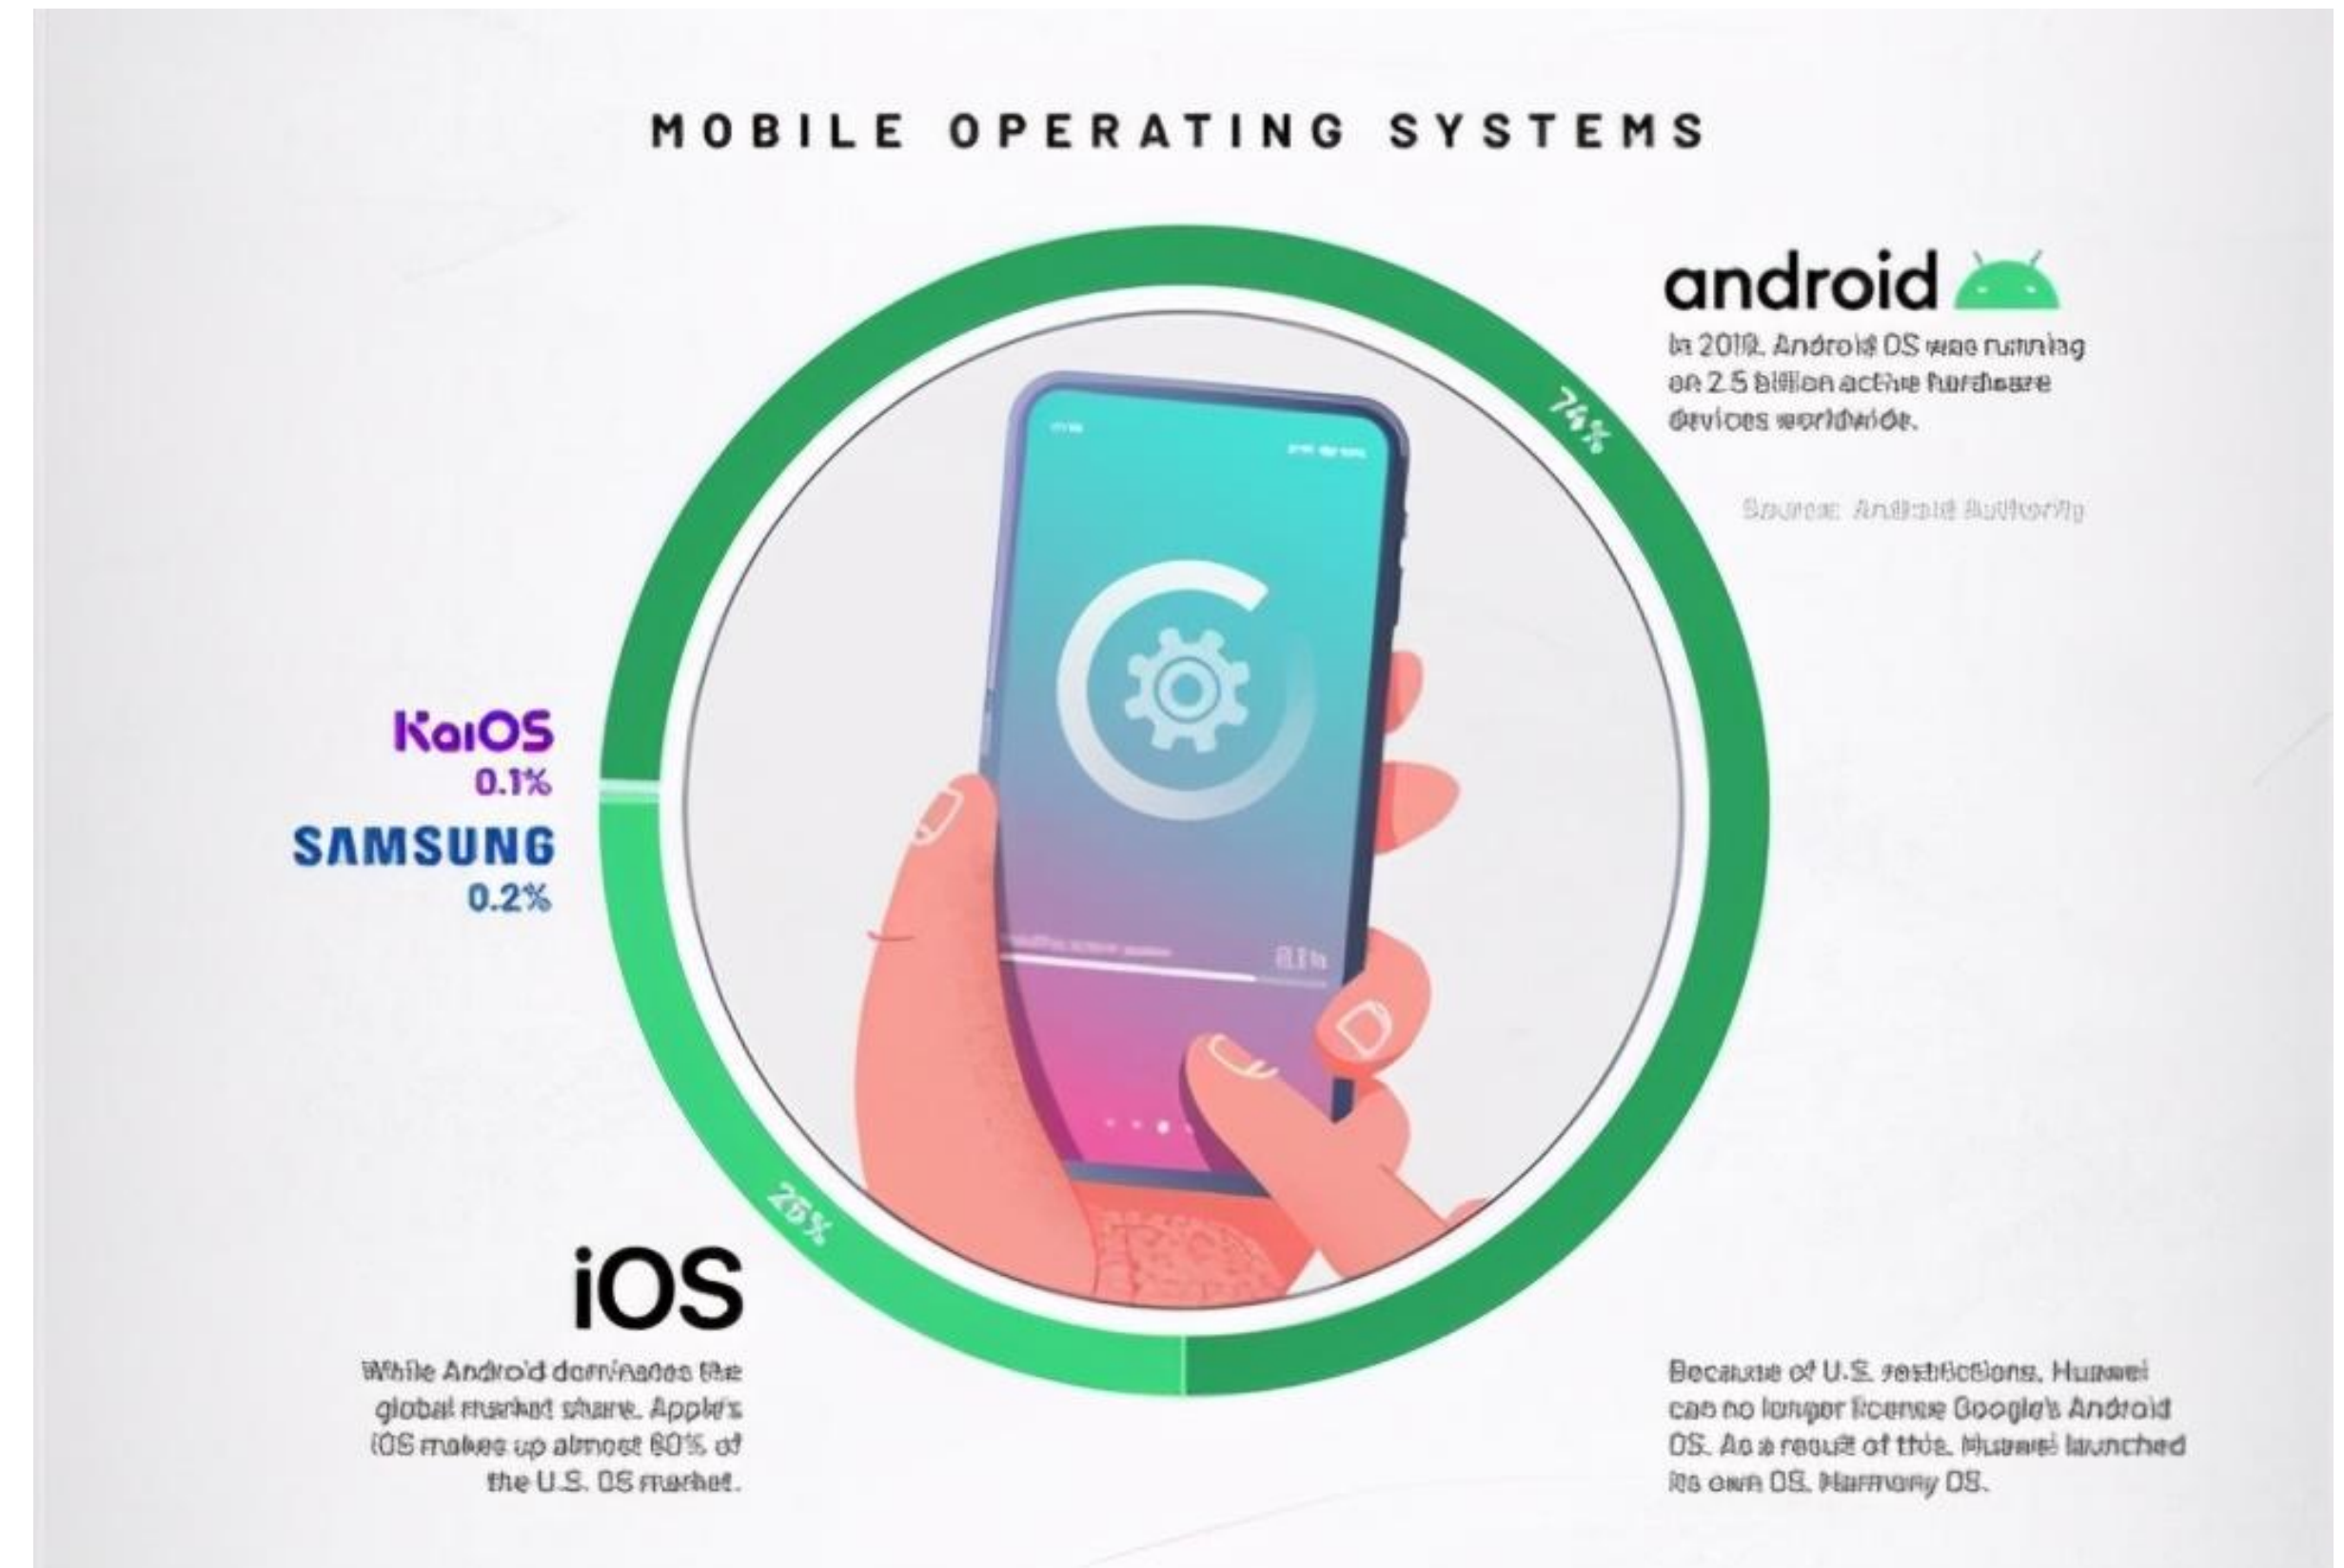 MOBILE OPERATING SYSTEMS
android
In 2019, Android OS was running
on 2.5 billion active hardware
devices worldwide.
Source: Android Authority
KaiOS
0.1%
SAMSUNG
0.2%
iOS
While Android dominates the
global market share, Apple's
iOS makes up almost 60% of
the U.S. OS market.
Because of U.S. restrictions, Huawei
can no longer license Google's Android
OS. As a result of this, Huawei launched
its own OS, Harmony OS.